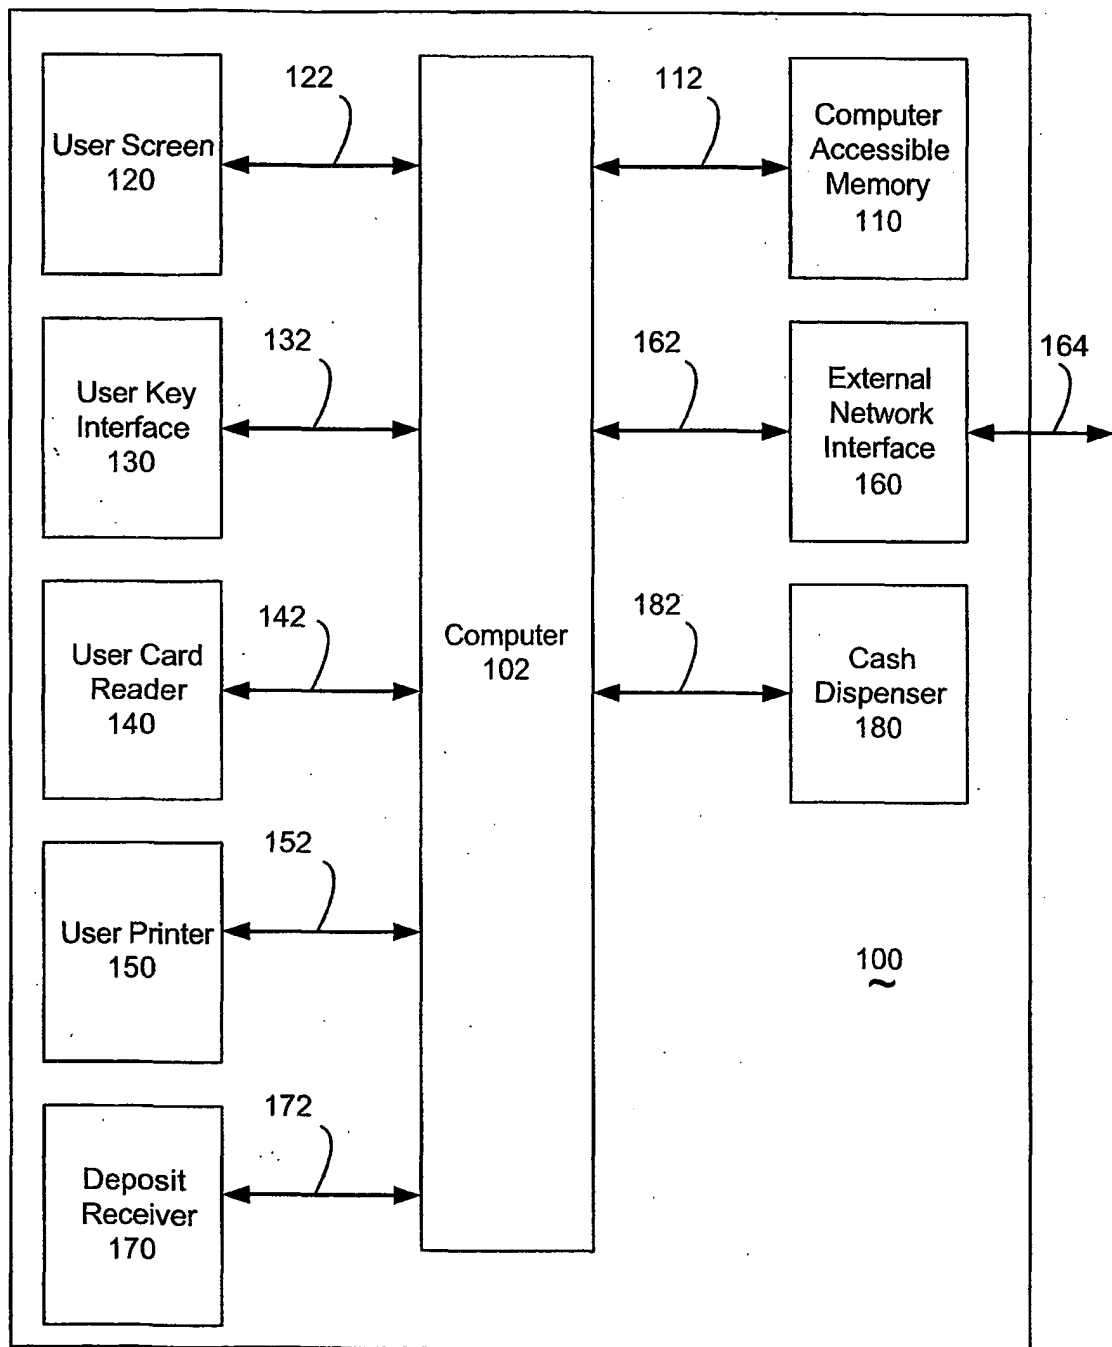 User Screen
120
122
112
Computer
Accessible
Memory
110
User Key
Interface
130
132
162
External
Network
Interface
160
164
User Card
Reader
140
142
Computer
102
182
Cash
Dispenser
180
User Printer
150
152
100
Deposit
Receiver
170
172